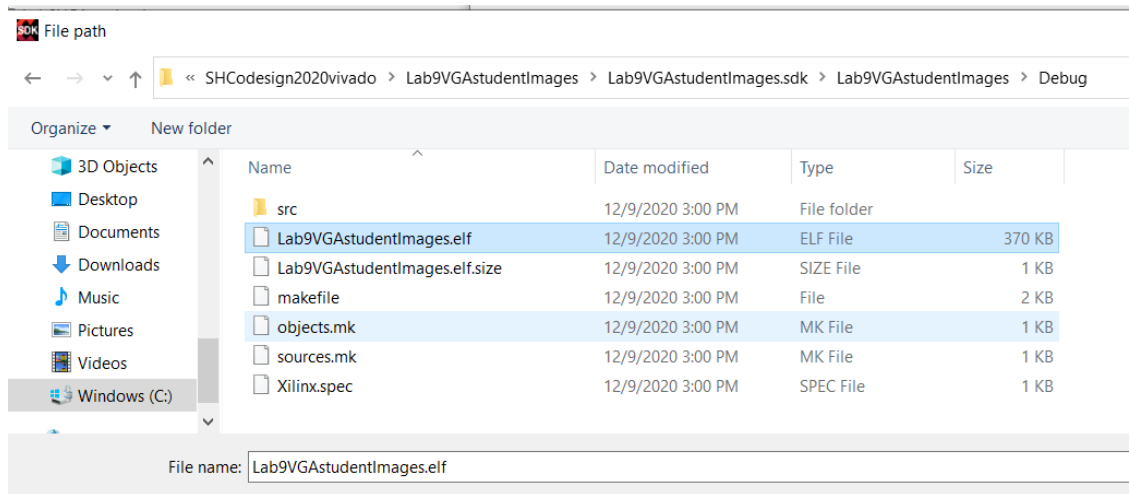 SDK File path
« SHCodesign2020vivado > Lab9VGAstudentImages > Lab9VGAstudentImages.sdk > Lab9VGAstudentImages > Debug
Organize New folder
Name Date modified Type Size
3D Objects
Desktop
Documents
Downloads
Music
Pictures
Videos
Windows (C:)
src 12/9/2020 3:00 PM File folder
Lab9VGAstudentImages.elf 12/9/2020 3:00 PM ELF File 370 KB
Lab9VGAstudentImages.elf.size 12/9/2020 3:00 PM SIZE File 1 KB
makefile 12/9/2020 3:00 PM File 2 KB
objects.mk 12/9/2020 3:00 PM MK File 1 KB
sources.mk 12/9/2020 3:00 PM MK File 1 KB
Xilinx.spec 12/9/2020 3:00 PM SPEC File 1 KB
File name: Lab9VGAstudentImages.elf